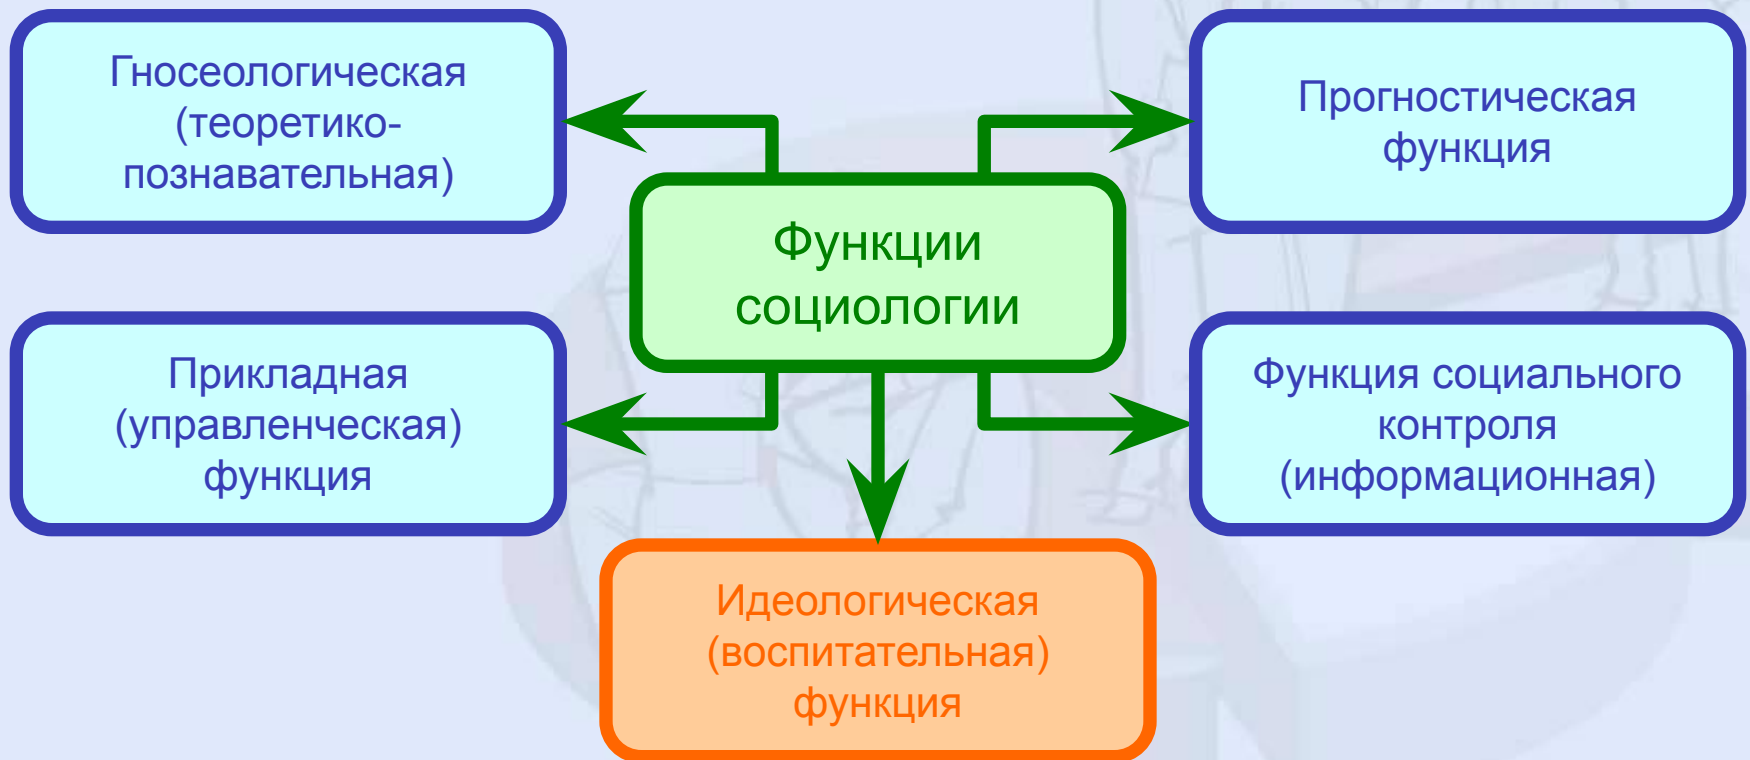 Гносеологическая
(теоретико-
познавательная)
Прогностическая
функция
Функции
социологии
Прикладная
(управленческая)
функция
Функция социального
контроля
(информационная)
Идеологическая
(воспитательная)
функция